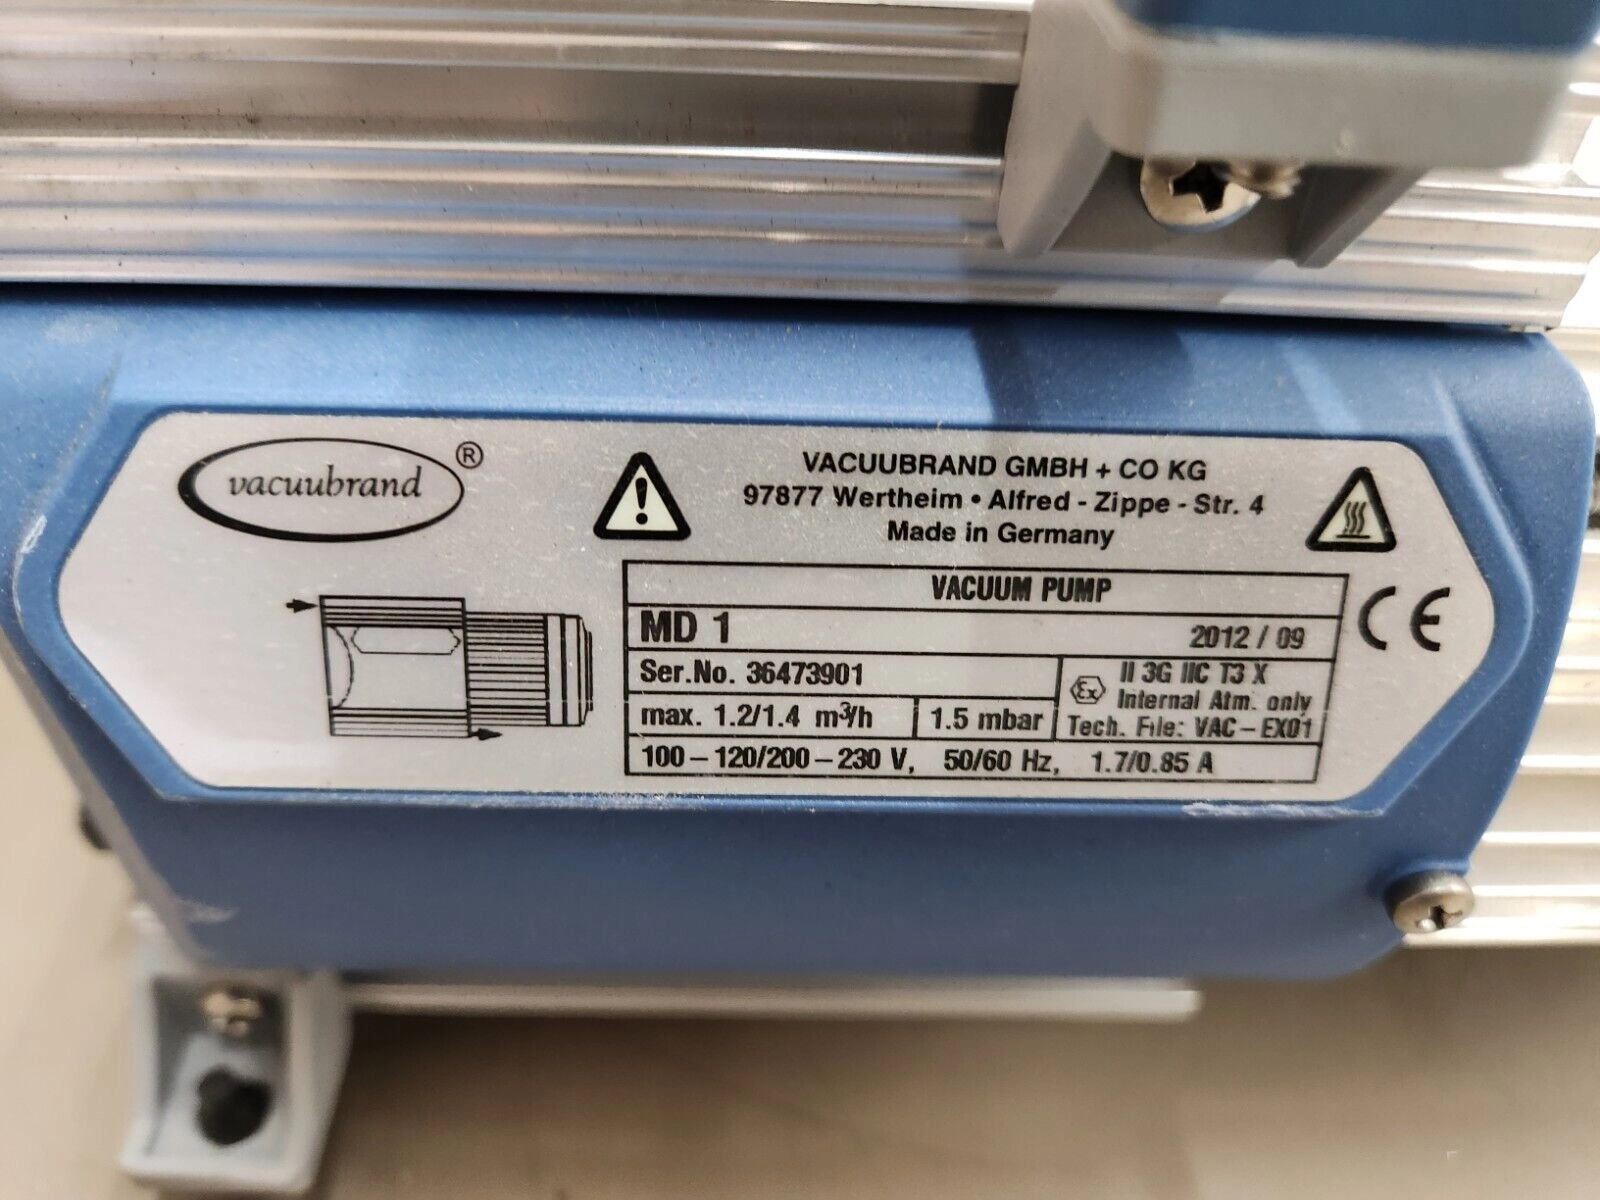 vacuubrand ®
VACUUBRAND GMBH + CO KG
97877 Wertheim • Alfred - Zippe - Str. 4
Made in Germany
VACUUM PUMP
MD 1 2012 / 09
Ser.No. 36473901
Ex II 3G IIC T3 X
Internal Atm. only
Tech. File: VAC-EX01
max. 1.2/1.4 m³/h 1.5 mbar
100-120/200-230 V, 50/60 Hz, 1.7/0.85 A
CE